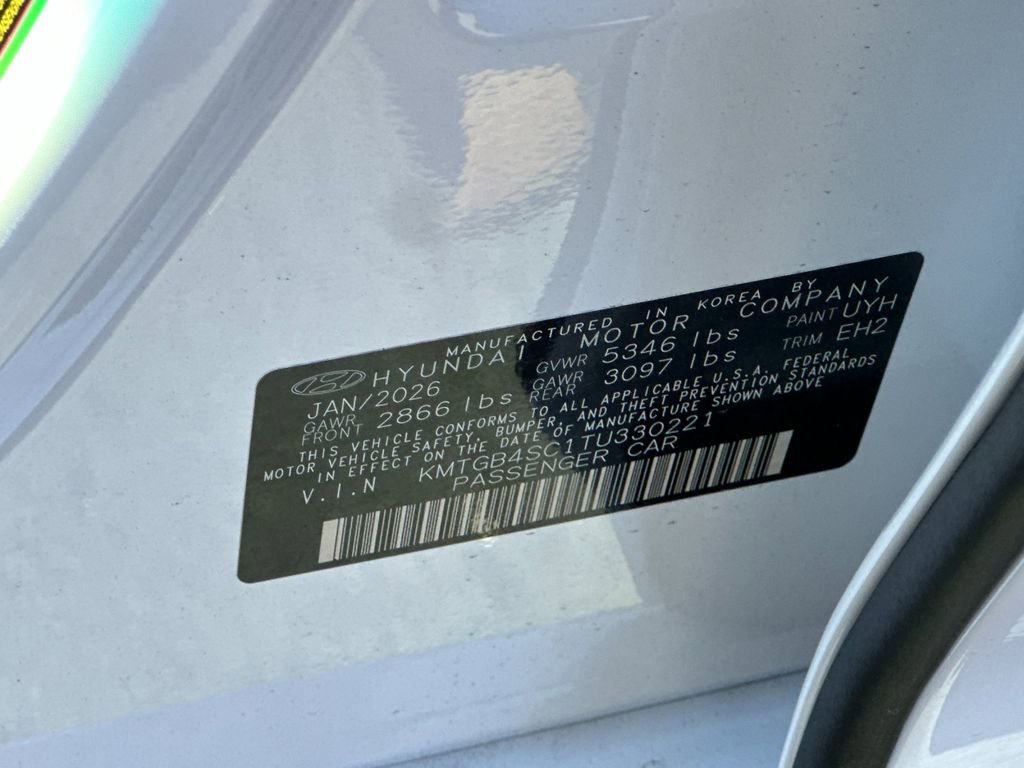 MANUFACTURED IN KOREA BY
HYUNDAI MOTOR COMPANY
JAN/2026 GVWR 5346 lbs PAINT UYH
GAWR FRONT 2866 lbs GAWR REAR 3097 lbs TRIM EH2
THIS VEHICLE CONFORMS TO ALL APPLICABLE U.S.A. FEDERAL
MOTOR VEHICLE SAFETY, BUMPER, AND THEFT PREVENTION STANDARDS
IN EFFECT ON THE DATE OF MANUFACTURE SHOWN ABOVE
V.I.N KMTGB4SC1TU330221
PASSENGER CAR